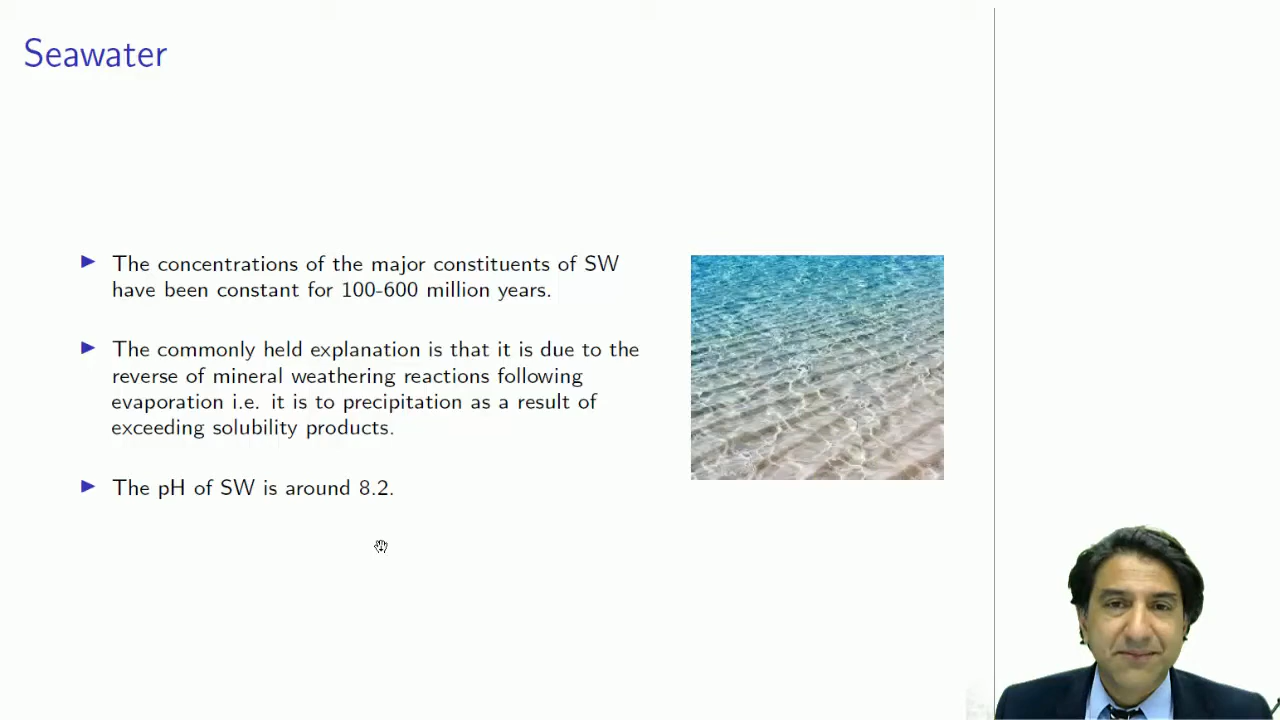 Seawater
▶ The concentrations of the major constituents of SW
have been constant for 100-600 million years.
▶ The commonly held explanation is that it is due to the
reverse of mineral weathering reactions following
evaporation i.e. it is to precipitation as a result of
exceeding solubility products.
▶ The pH of SW is around 8.2.